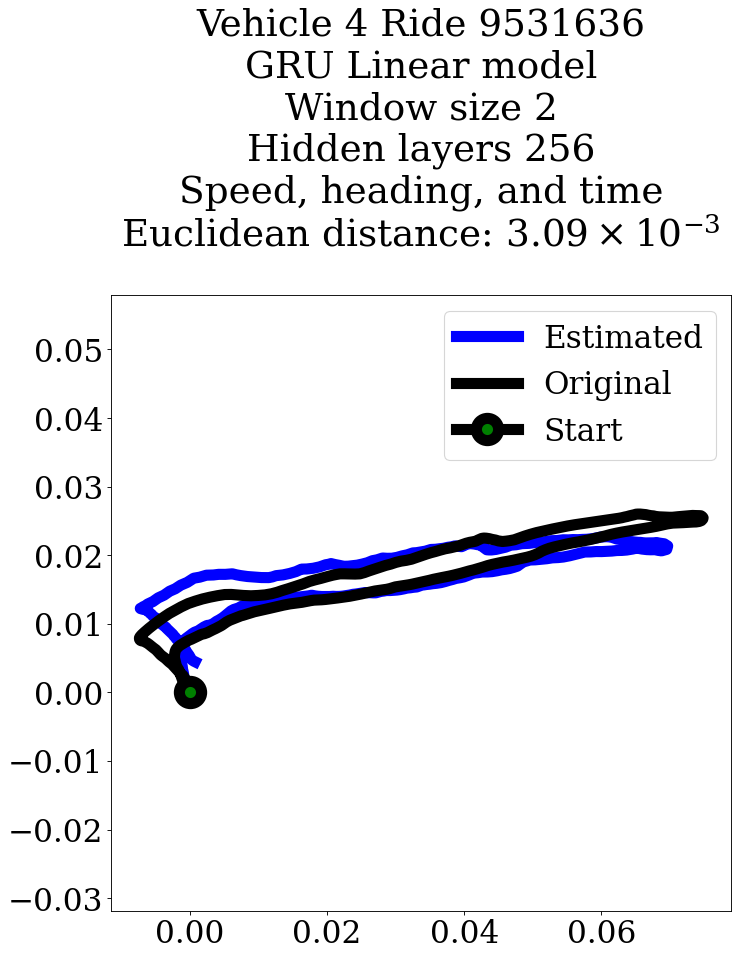 Vehicle 4 Ride 9531636
GRU Linear model
Window size 2
Hidden layers 256
Speed, heading, and time
Euclidean distance: 3.09 × 10⁻³
Estimated
Original
Start
0.05
0.04
0.03
0.02
0.01
0.00
−0.01
−0.02
−0.03
0.00 0.02 0.04 0.06